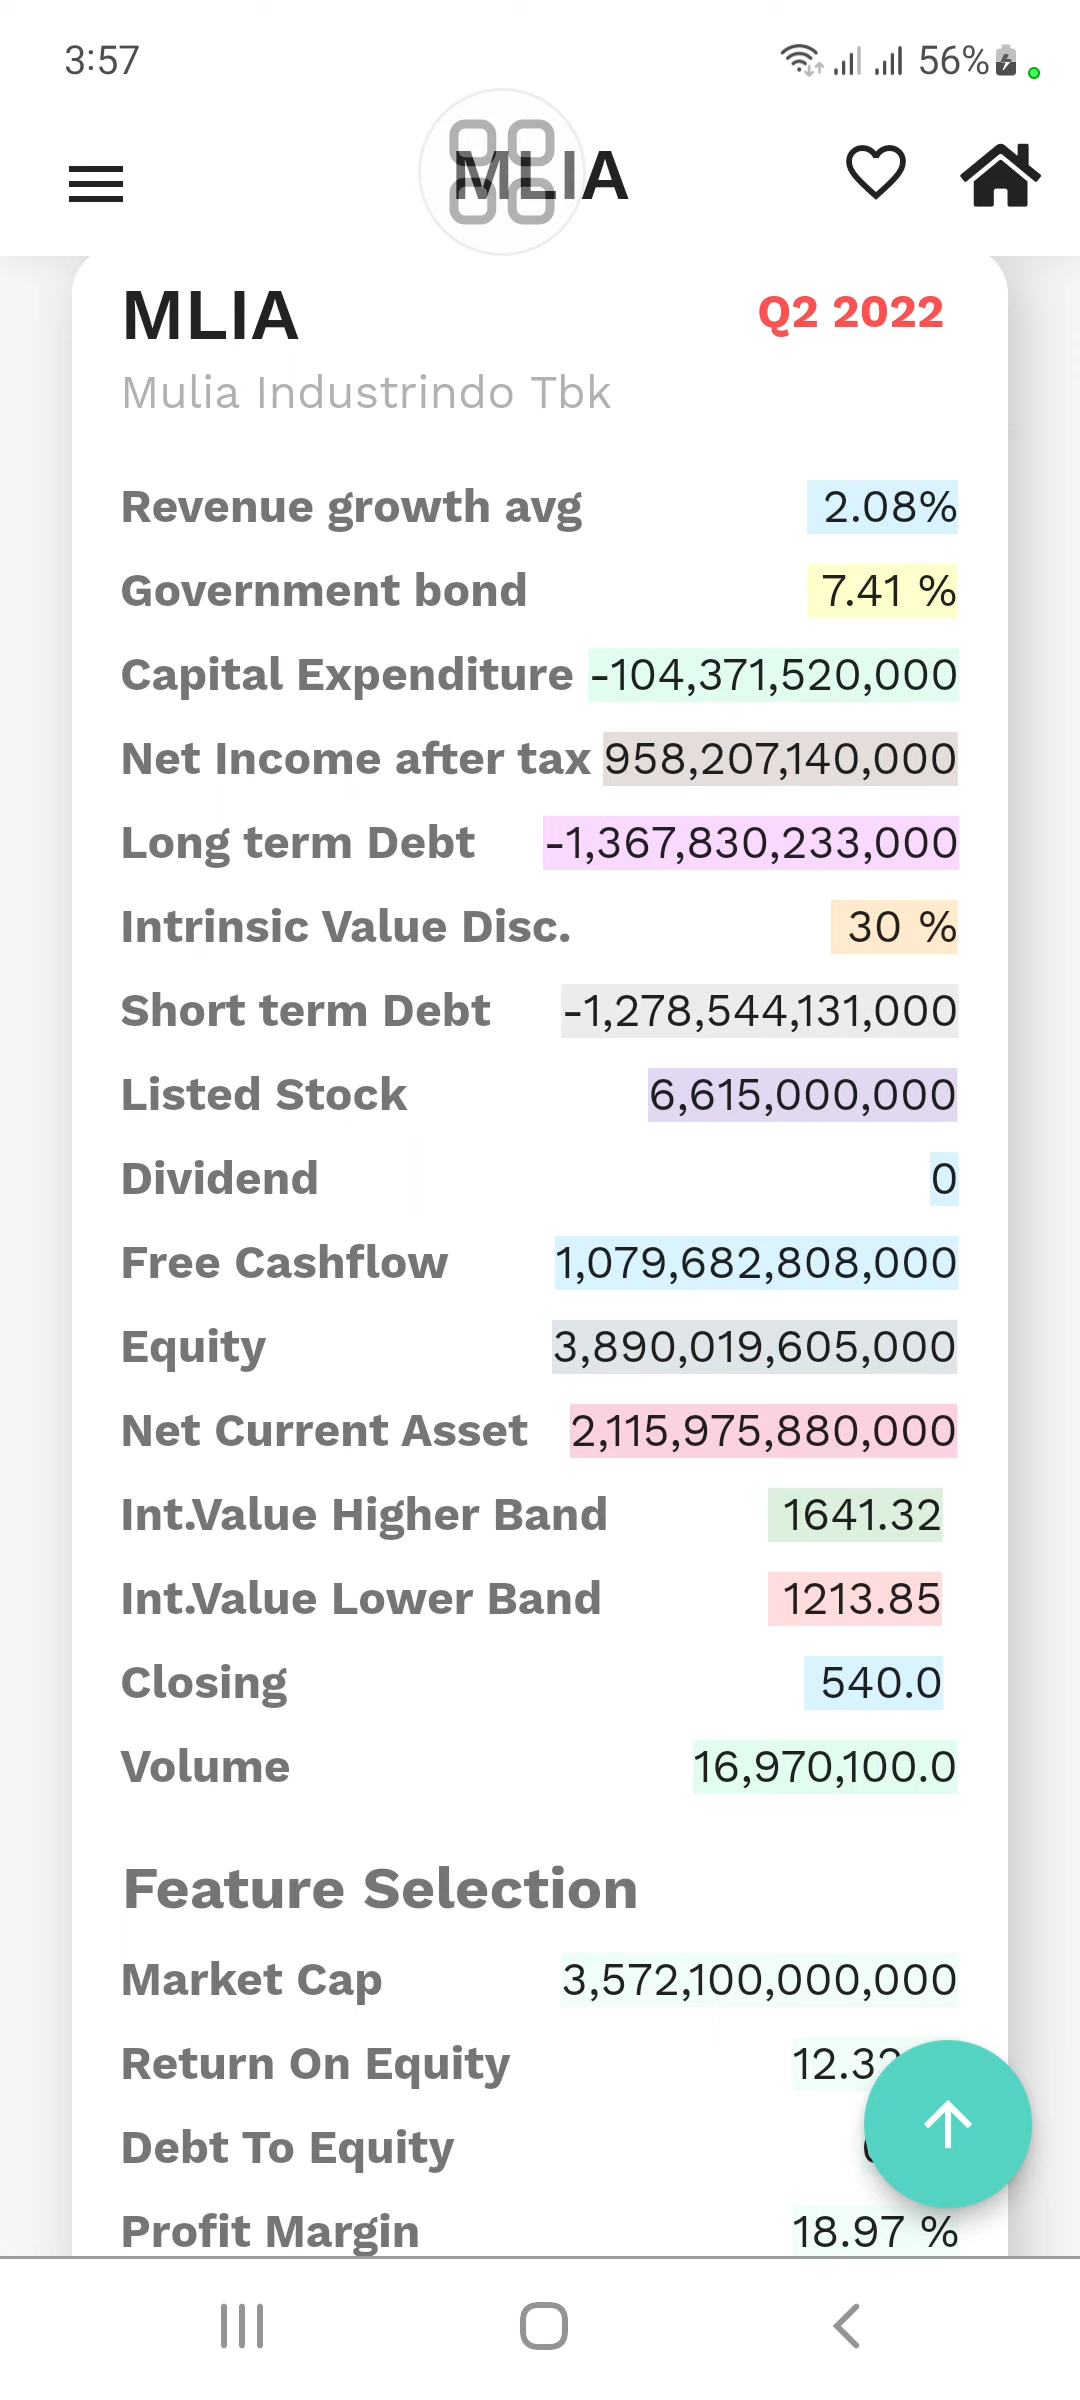 3:57
56%
MLIA
MLIA
Q2 2022
Mulia Industrindo Tbk
Revenue growth avg 2.08%
Government bond 7.41 %
Capital Expenditure -104,371,520,000
Net Income after tax 958,207,140,000
Long term Debt -1,367,830,233,000
Intrinsic Value Disc. 30 %
Short term Debt -1,278,544,131,000
Listed Stock 6,615,000,000
Dividend 0
Free Cashflow 1,079,682,808,000
Equity 3,890,019,605,000
Net Current Asset 2,115,975,880,000
Int.Value Higher Band 1641.32
Int.Value Lower Band 1213.85
Closing 540.0
Volume 16,970,100.0
Feature Selection
Market Cap 3,572,100,000,000
Return On Equity
Debt To Equity
Profit Margin 18.97 %